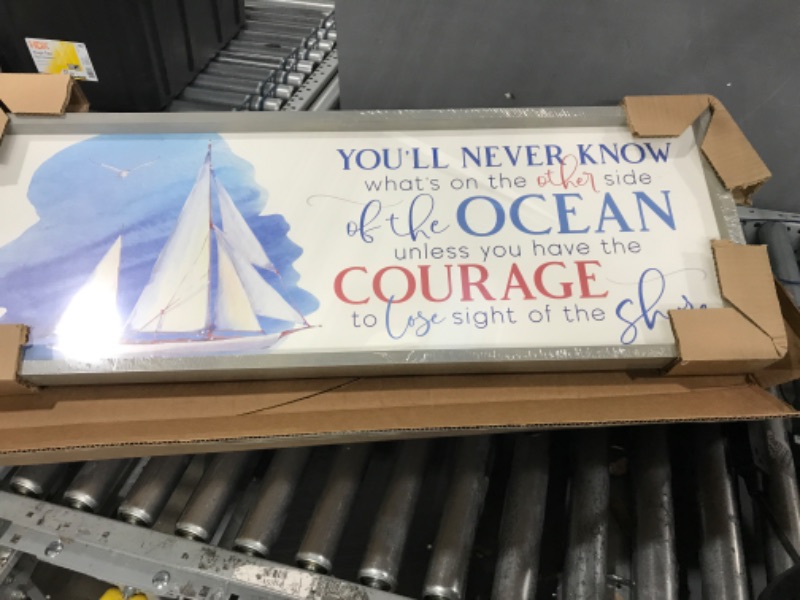 HDX
YOU'LL NEVER KNOW
what's on the other side
of the OCEAN
unless you have the
COURAGE
to lose sight of the